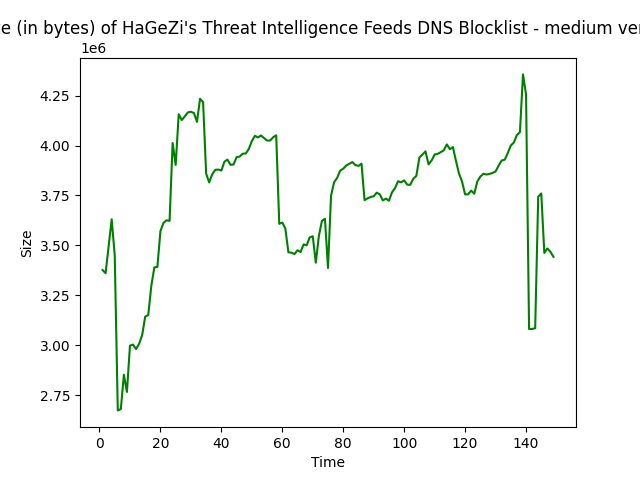 e (in bytes) of HaGeZi's Threat Intelligence Feeds DNS Blocklist - medium ver
1e6
4.25
4.00
3.75
3.50
3.25
3.00
2.75
Size
0 20 40 60 80 100 120 140
Time